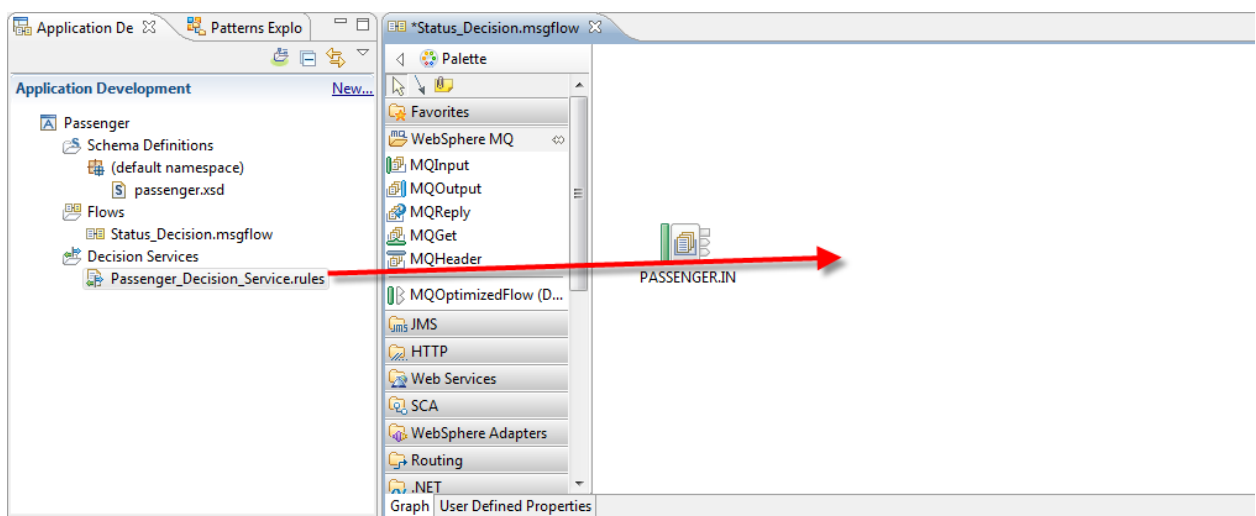 Application De
Patterns Explo
*Status_Decision.msgflow
Palette
Application Development
New...
Passenger
Schema Definitions
(default namespace)
passenger.xsd
Flows
Status_Decision.msgflow
Decision Services
Passenger_Decision_Service.rules
Favorites
WebSphere MQ
MQInput
MQOutput
MQReply
MQGet
MQHeader
MQOptimizedFlow (D...
JMS
HTTP
Web Services
SCA
WebSphere Adapters
Routing
.NET
Graph
User Defined Properties
PASSENGER.IN